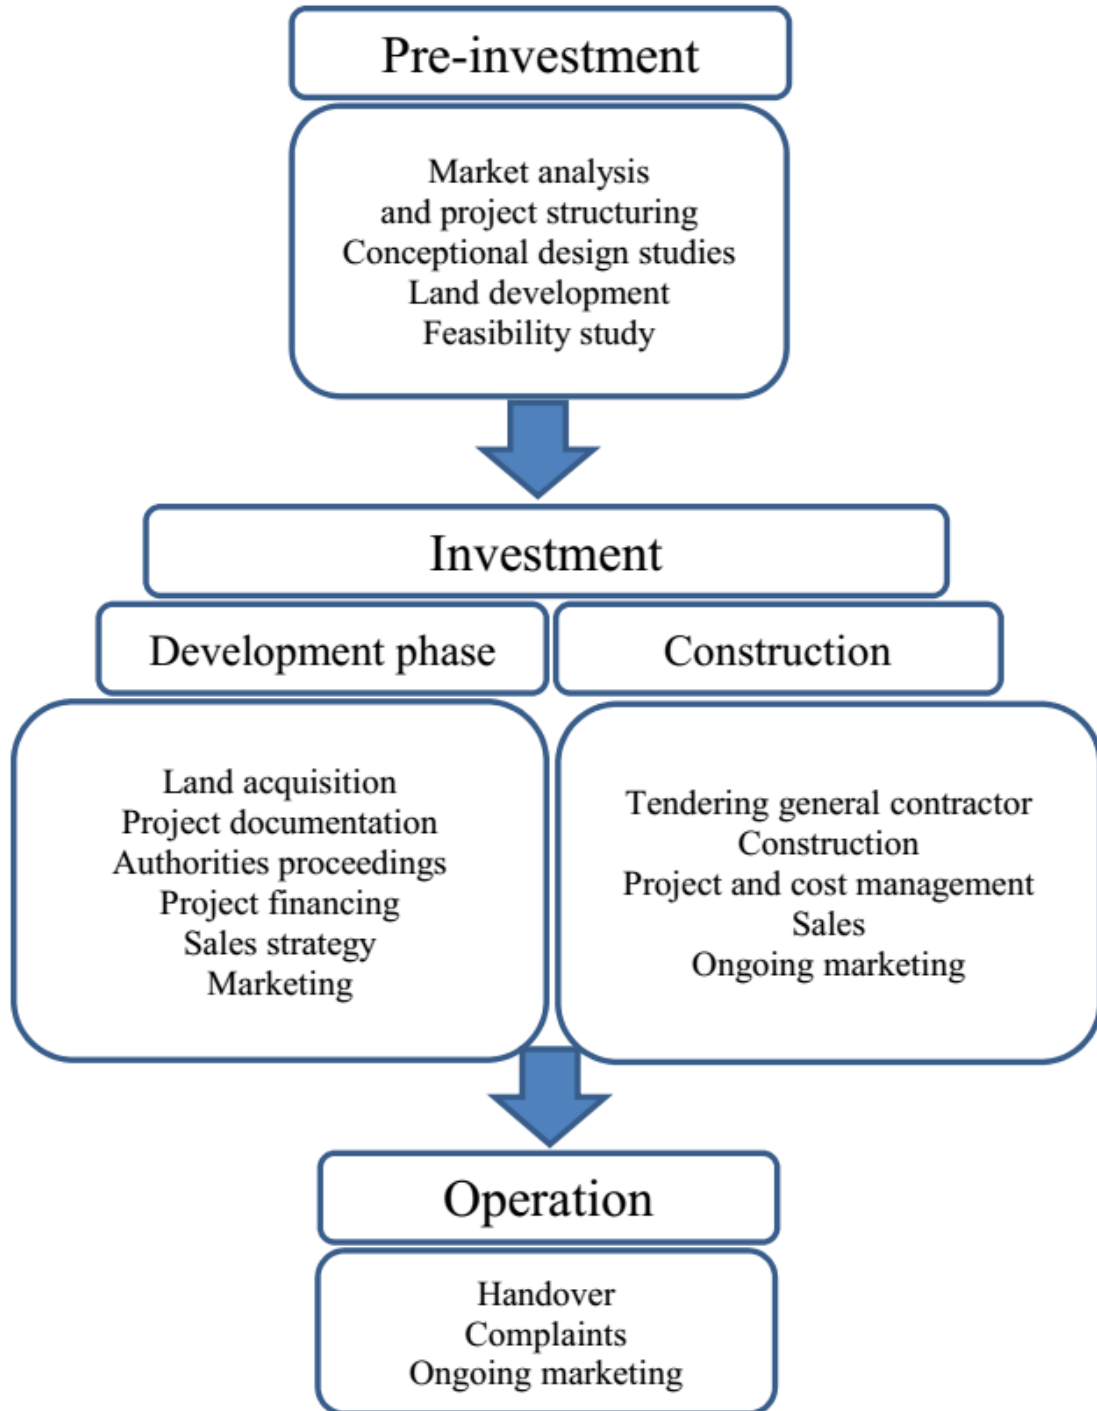 Pre-investment
Market analysis
and project structuring
Conceptional design studies
Land development
Feasibility study
Investment
Development phase
Land acquisition
Project documentation
Authorities proceedings
Project financing
Sales strategy
Marketing
Construction
Tendering general contractor
Construction
Project and cost management
Sales
Ongoing marketing
Operation
Handover
Complaints
Ongoing marketing